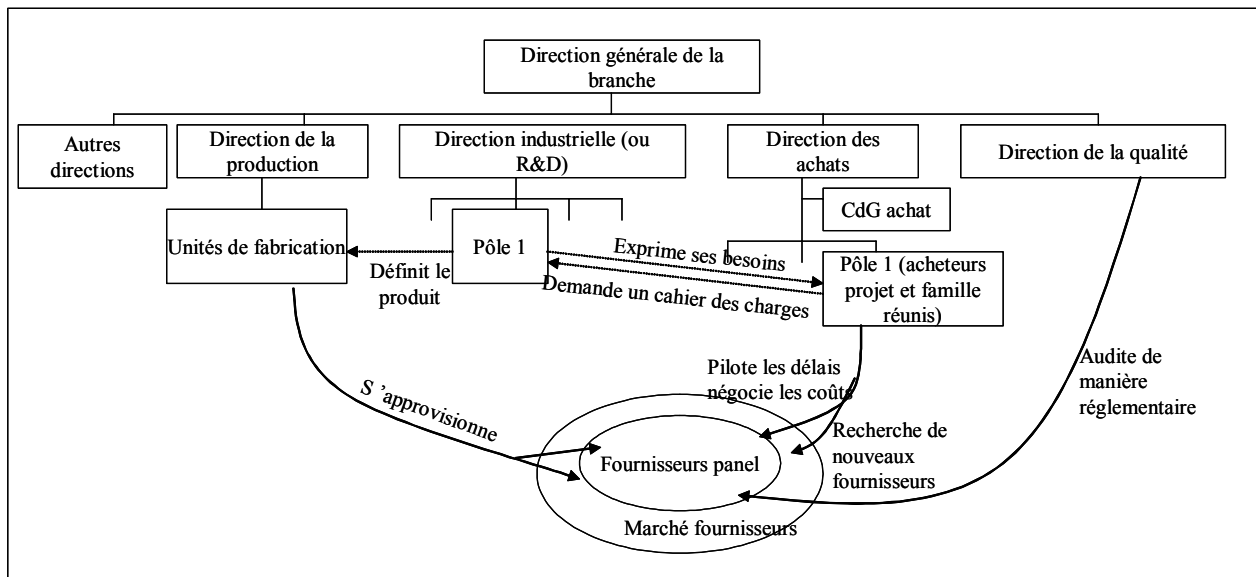 Direction générale de la
branche
Autres
directions
Direction de la
production
Direction industrielle (ou
R&D)
Direction des
achats
Direction de la qualité
CdG achat
Unités de fabrication
Pôle 1
Exprime ses besoins
Définit le
produit
Demande un cahier des charges
Pôle 1 (acheteurs
projet et famille
réunis)
Pilote les délais
négocie les coûts
Audite de
manière
réglementaire
S ’approvisionne
Recherche de
nouveaux
fournisseurs
Fournisseurs panel
Marché fournisseurs